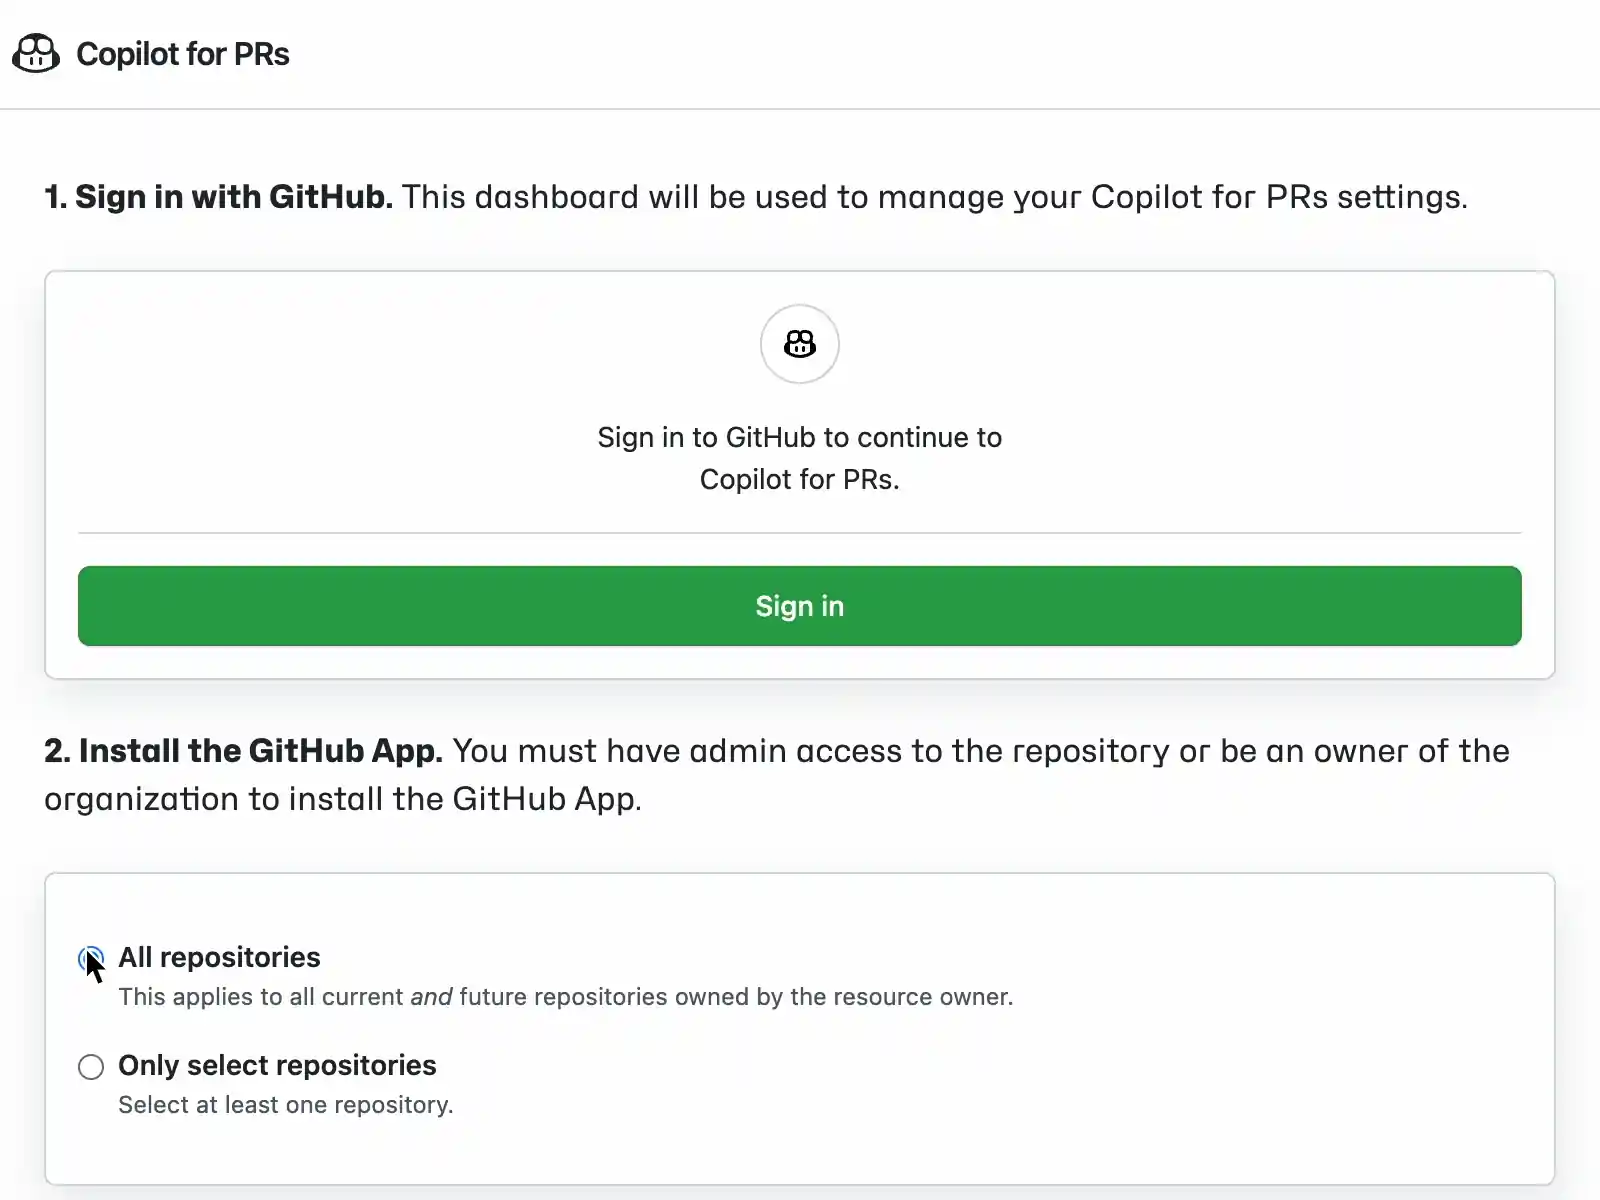 Copilot for PRs
1. Sign in with GitHub. This dashboard will be used to manage your Copilot for PRs settings.
Sign in to GitHub to continue to
Copilot for PRs.
Sign in
2. Install the GitHub App. You must have admin access to the repository or be an owner of the
organization to install the GitHub App.
All repositories
This applies to all current and future repositories owned by the resource owner.
Only select repositories
Select at least one repository.